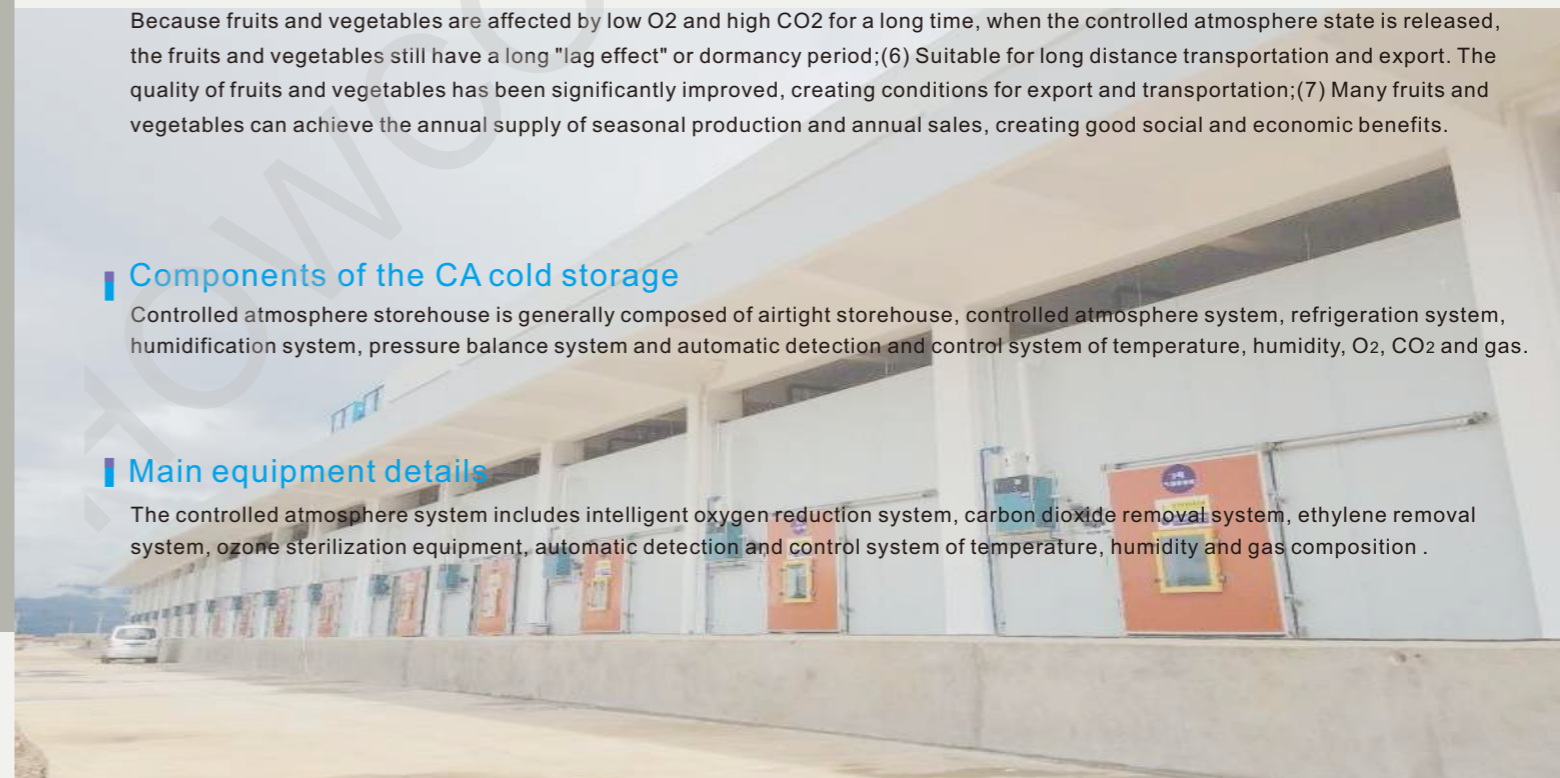 Because fruits and vegetables are affected by low O2 and high CO2 for a long time, when the controlled atmosphere state is released,
the fruits and vegetables still have a long "lag effect" or dormancy period;(6) Suitable for long distance transportation and export. The
quality of fruits and vegetables has been significantly improved, creating conditions for export and transportation;(7) Many fruits and
vegetables can achieve the annual supply of seasonal production and annual sales, creating good social and economic benefits.
Components of the CA cold storage
Controlled atmosphere storehouse is generally composed of airtight storehouse, controlled atmosphere system, refrigeration system,
humidification system, pressure balance system and automatic detection and control system of temperature, humidity, O2, CO2 and gas.
Main equipment details
The controlled atmosphere system includes intelligent oxygen reduction system, carbon dioxide removal system, ethylene removal
system, ozone sterilization equipment, automatic detection and control system of temperature, humidity and gas composition .